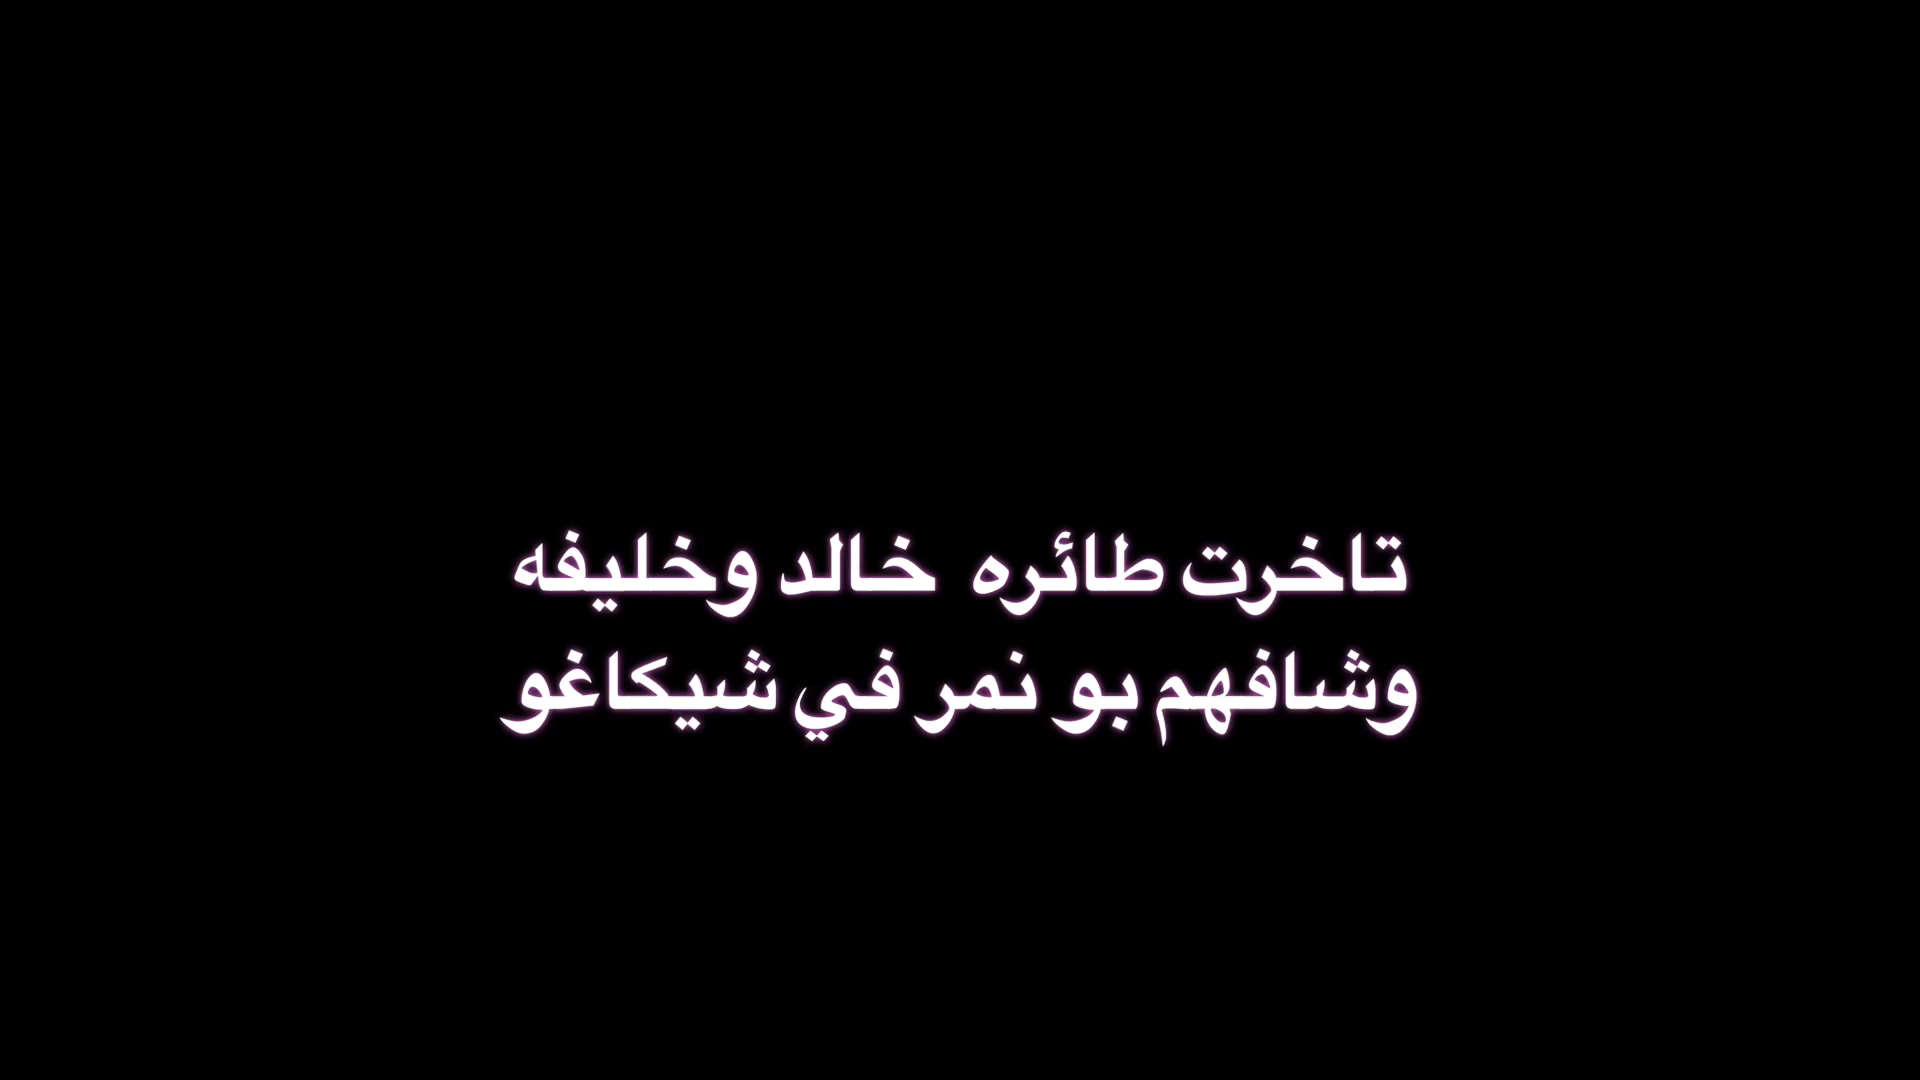 تاخرت طائره خالد وخليفه
وشافهم بو نمر في شيكاغو